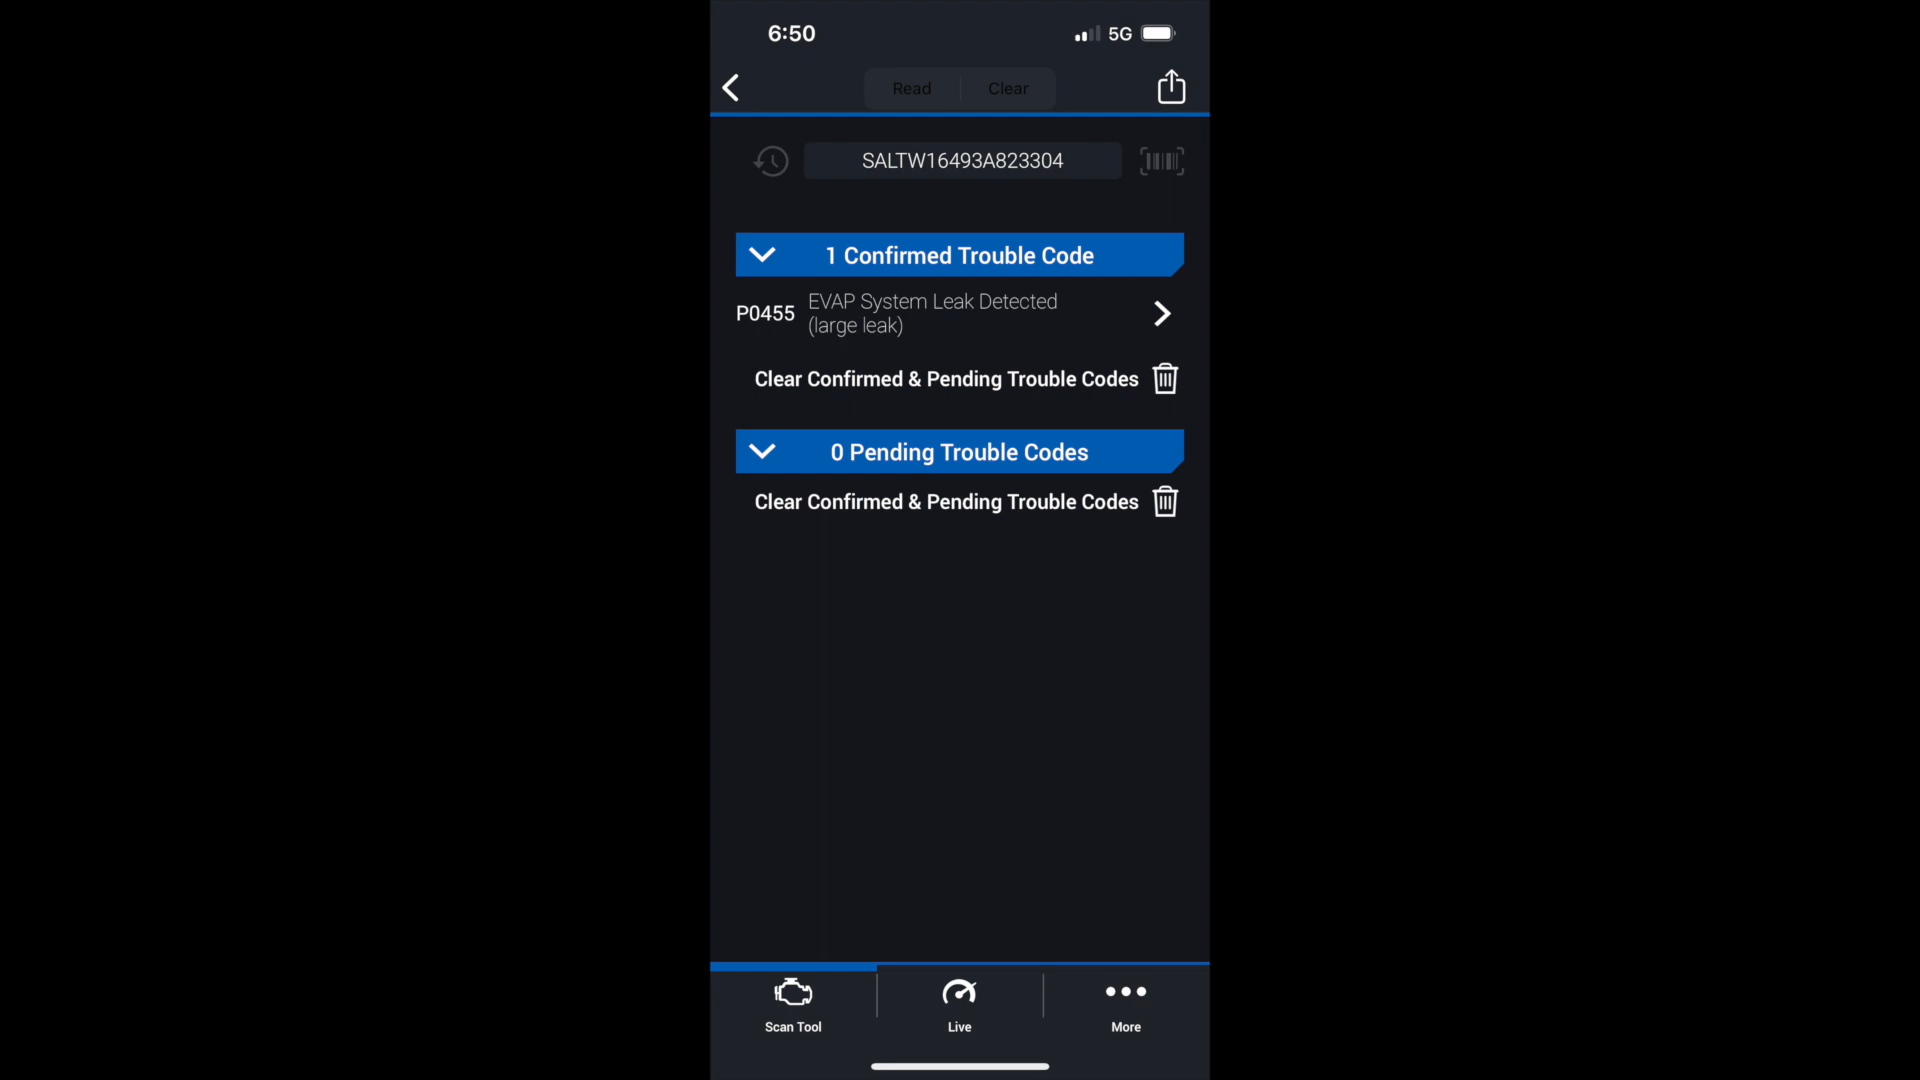 6:50
5G
Read
Clear
SALTW16493A823304
1 Confirmed Trouble Code
P0455
EVAP System Leak Detected
(large leak)
Clear Confirmed & Pending Trouble Codes
0 Pending Trouble Codes
Clear Confirmed & Pending Trouble Codes
Scan Tool
Live
More